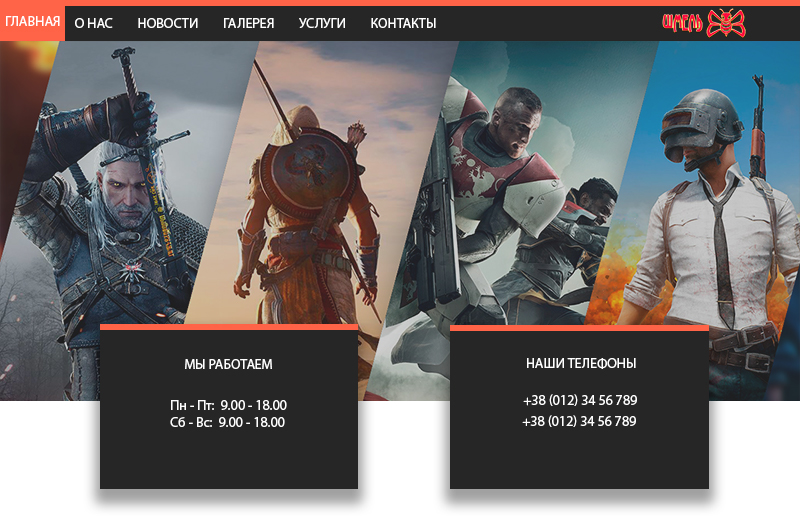 ГЛАВНАЯ О НАС НОВОСТИ ГАЛЕРЕЯ УСЛУГИ КОНТАКТЫ ШМЕЛЬ
МЫ РАБОТАЕМ
Пн - Пт: 9.00 - 18.00
Сб - Вс: 9.00 - 18.00
НАШИ ТЕЛЕФОНЫ
+38 (012) 34 56 789
+38 (012) 34 56 789